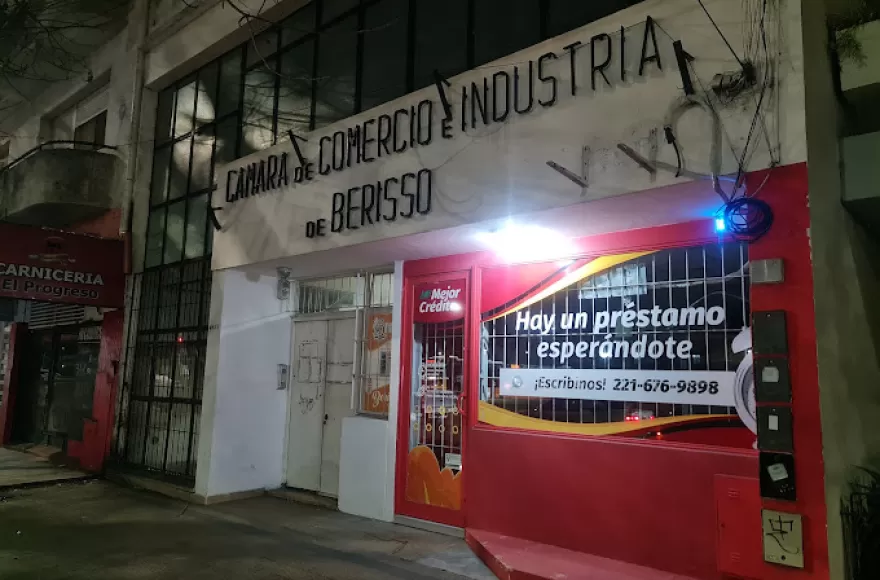 CAMARA DE COMERCIO E INDUSTRIA
DE BERISSO
CARNICERIA
El Progreso
Mejor
Crédito
Hay un préstamo
esperándote
¡Escribinos! 221-676-9898